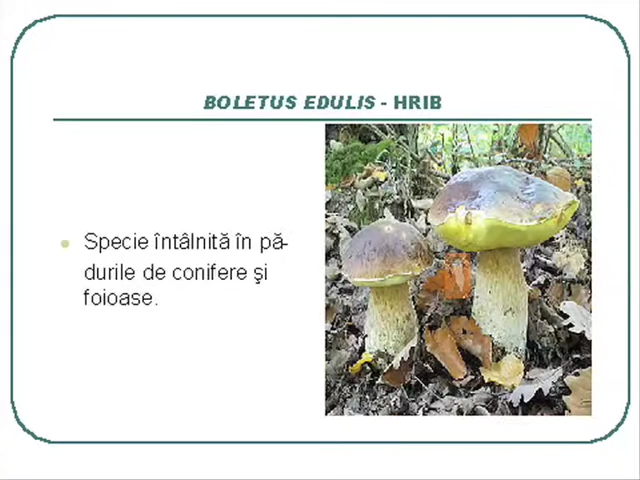 BOLETUS EDULIS - HRIB
Specie întâlnită în pă-
durile de conifere şi
foioase.